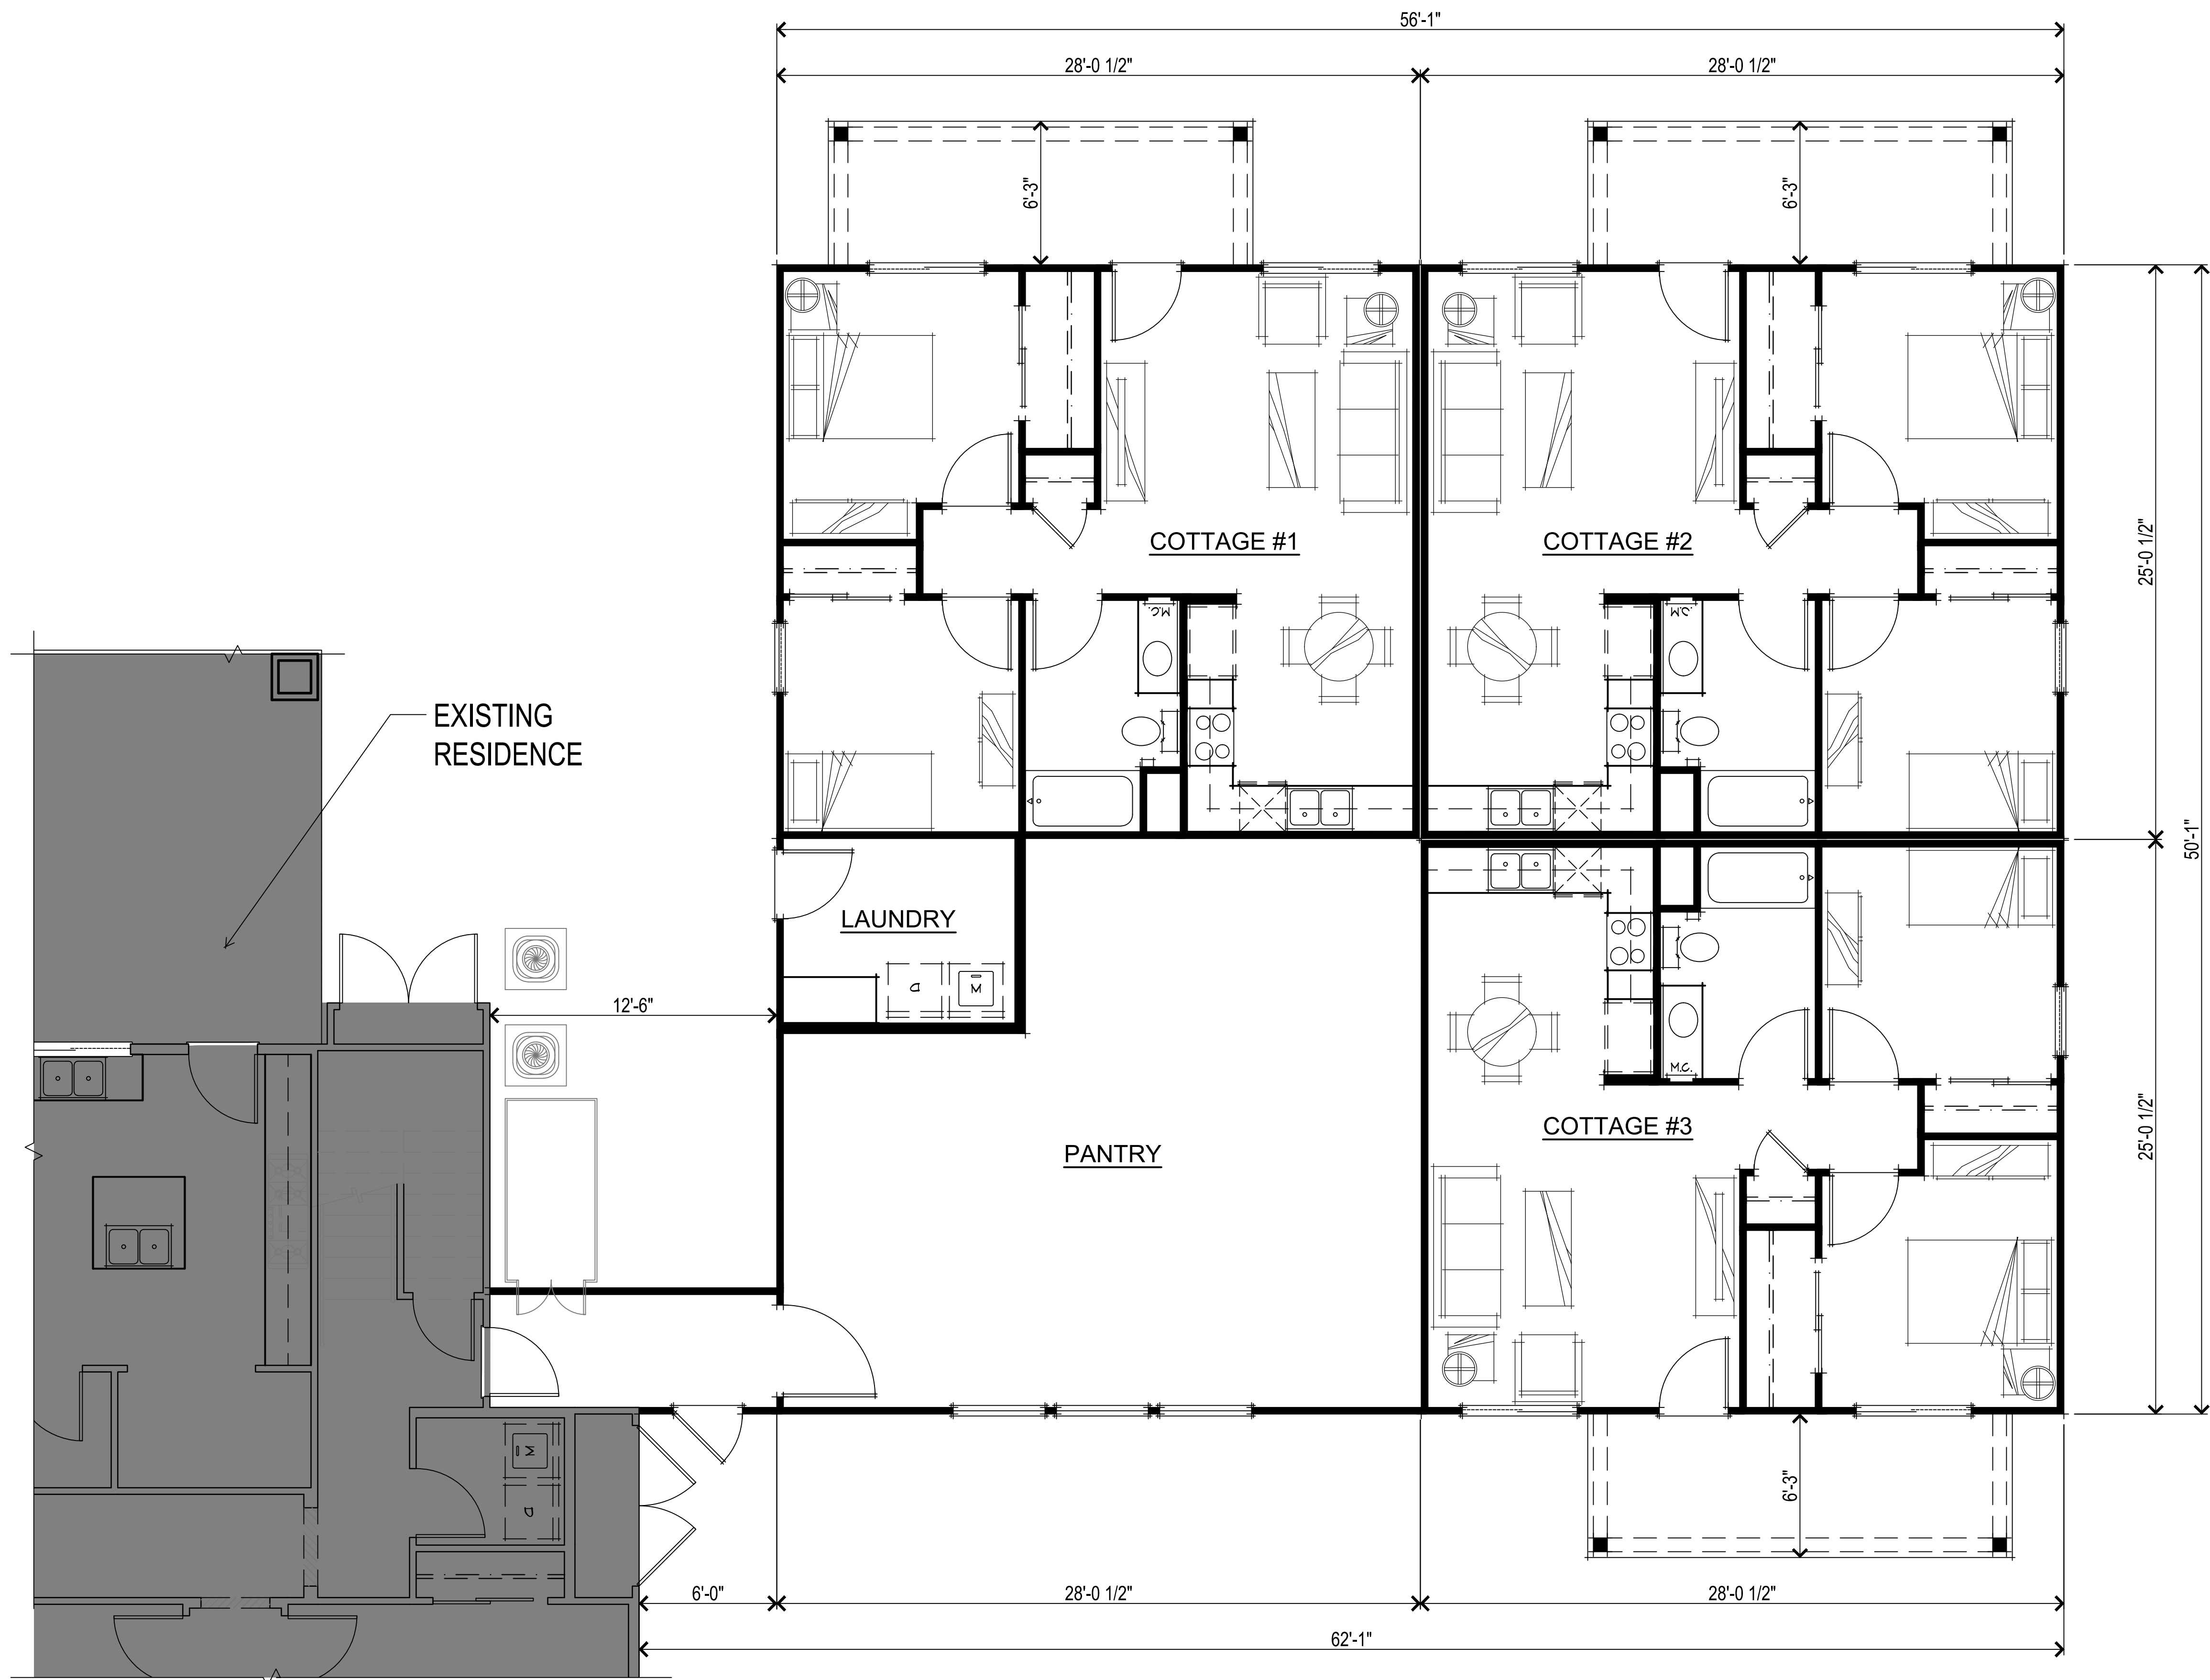 56'-1"
28'-0 1/2"
28'-0 1/2"
6'-3"
6'-3"
COTTAGE #1
COTTAGE #2
25'-0 1/2"
50'-1"
M.C.
M.C.
EXISTING
RESIDENCE
LAUNDRY
D
W
12'-6"
M.C.
COTTAGE #3
PANTRY
25'-0 1/2"
W
D
6'-3"
6'-0"
28'-0 1/2"
28'-0 1/2"
62'-1"